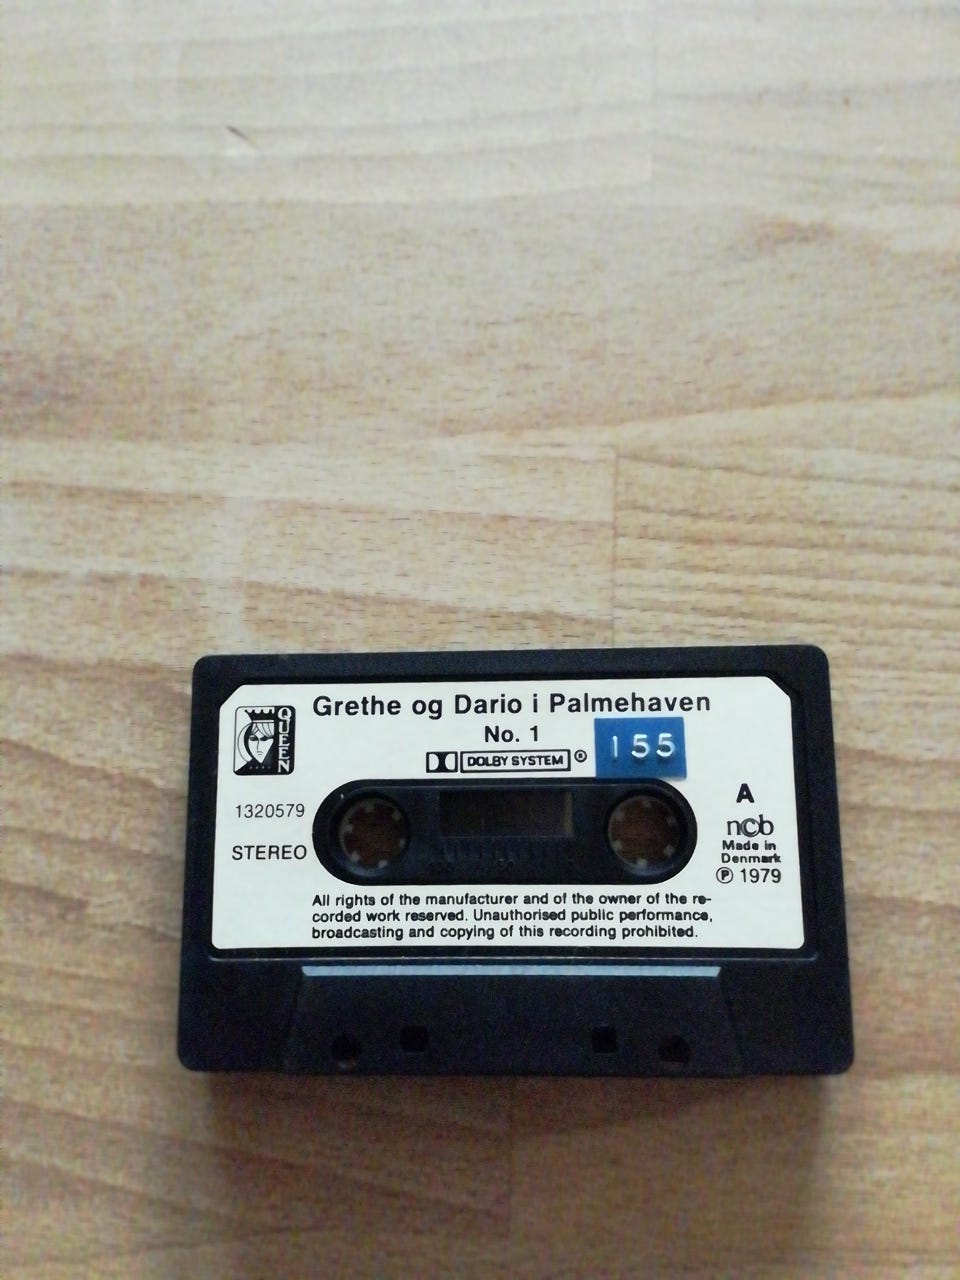 QUEEN
Grethe og Dario i Palmehaven
No. 1
155
DOLBY SYSTEM ®
1320579
STEREO
A
ncb
Made in
Denmark
℗ 1979
All rights of the manufacturer and of the owner of the re-
corded work reserved. Unauthorised public performance,
broadcasting and copying of this recording prohibited.